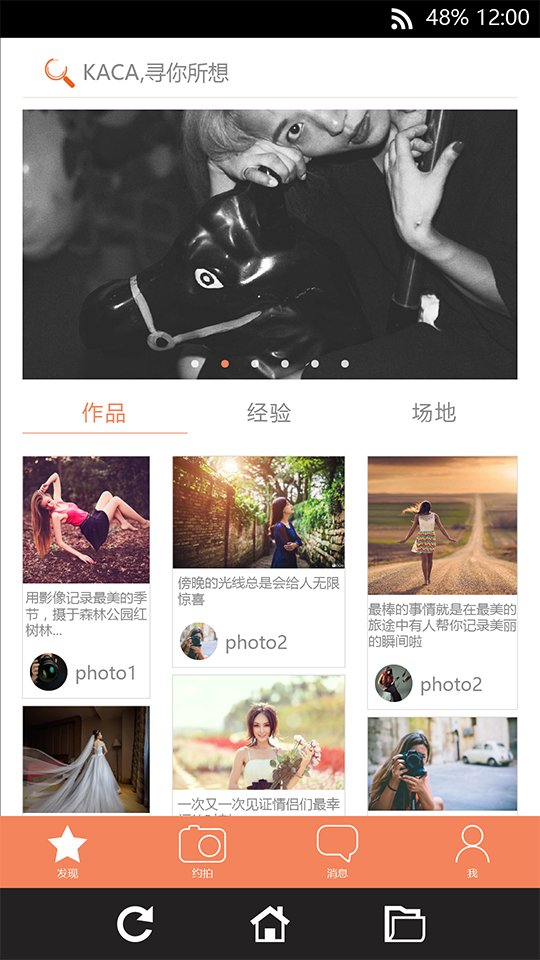 48% 12:00
KACA,寻你所想
作品
经验
场地
用影像记录最美的季
节，摄于森林公园红
树林...
photo1
傍晚的光线总是会给人无限
惊喜
photo2
最棒的事情就是在最美的
旅途中有人帮你记录美丽
的瞬间啦
photo2
一次又一次见证情侣们最幸
发现
约拍
消息
我